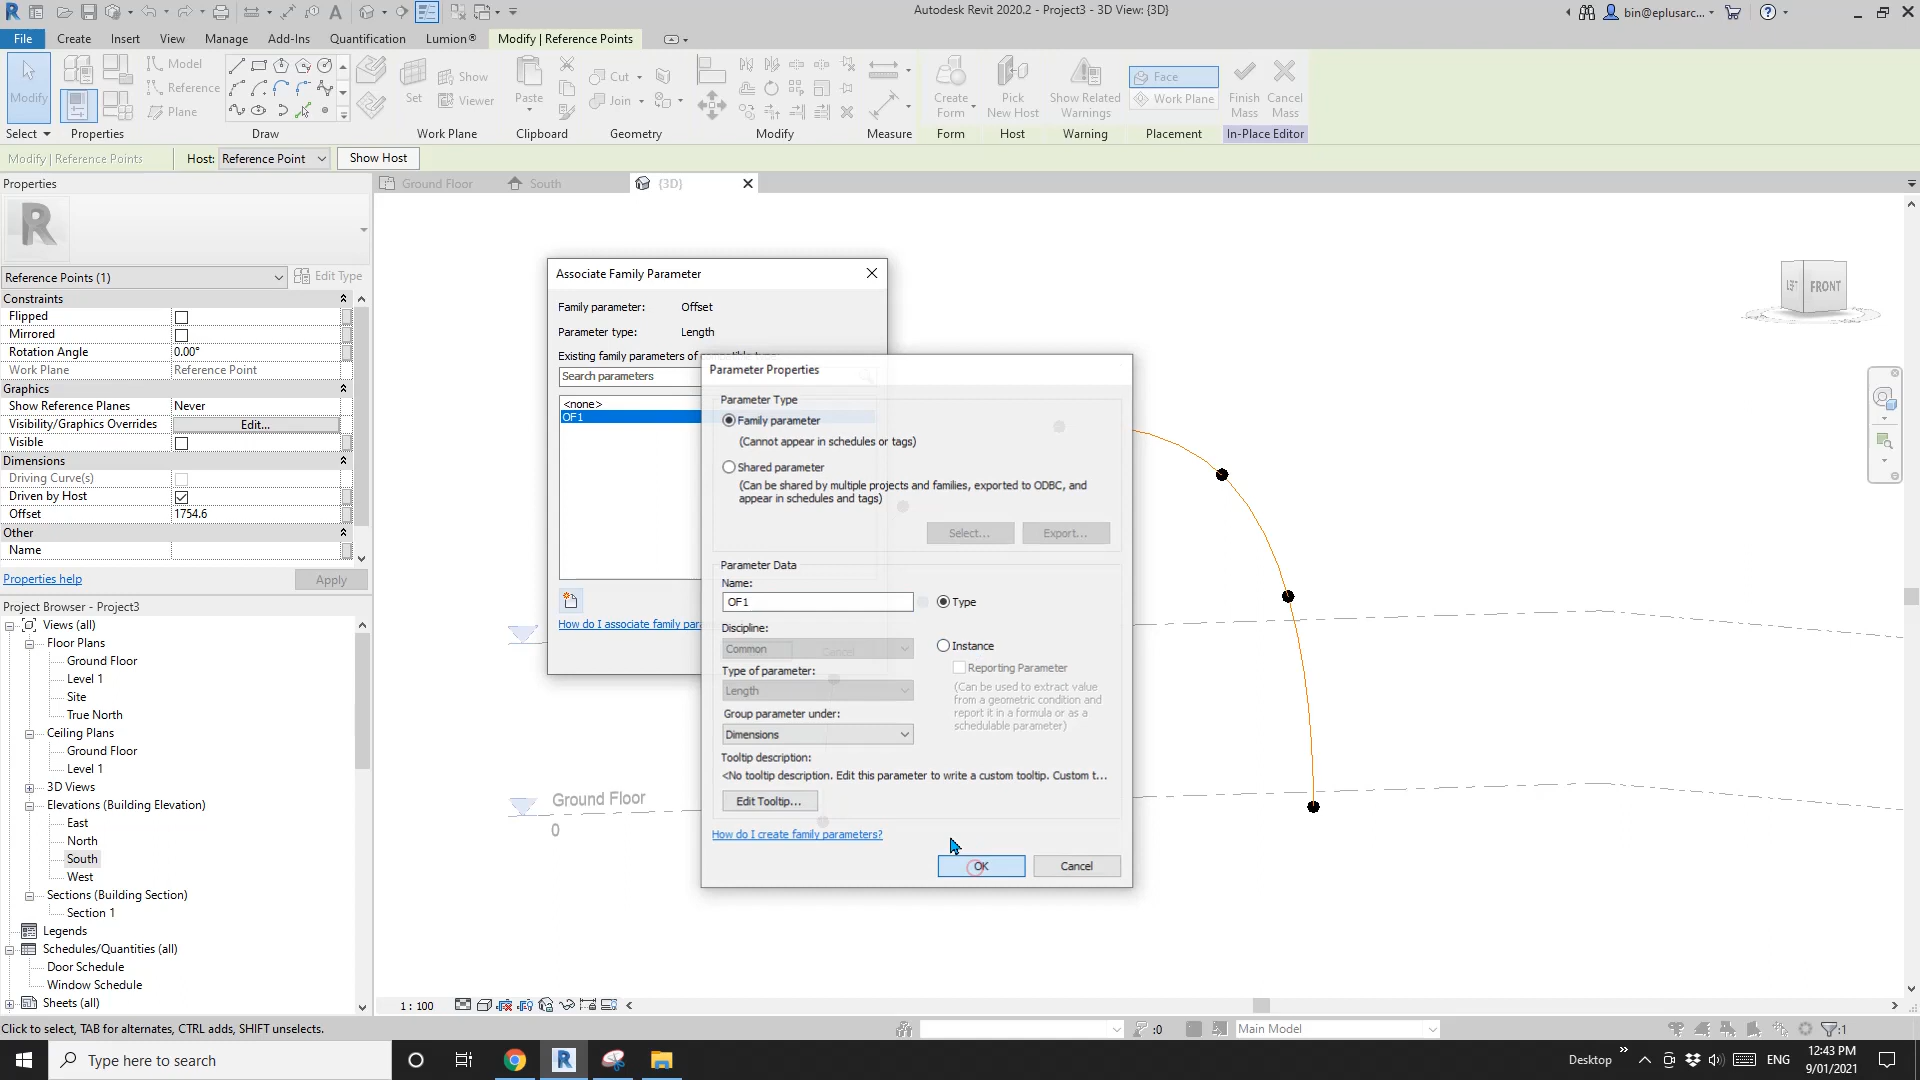 Autodesk Revit 2020.2 - Project3 - 3D View: {3D}
bin@eplusarc...
File
Create
Insert
View
Manage
Add-Ins
Quantification
Lumion®
Modify | Reference Points
Modify
Model
Reference
Plane
Set
Show
Viewer
Paste
Cut
Join
Create
Form
Pick
New Host
Show Related
Warnings
Face
Work Plane
Finish
Mass
Cancel
Mass
Select
Properties
Draw
Work Plane
Clipboard
Geometry
Modify
Measure
Form
Host
Warning
Placement
In-Place Editor
Modify | Reference Points
Host:
Reference Point
Show Host
Properties
Ground Floor
South
{3D}
R
Reference Points (1)
Edit Type
Constraints
Flipped
Mirrored
Rotation Angle
0.00°
Work Plane
Reference Point
Graphics
Show Reference Planes
Never
Visibility/Graphics Overrides
Edit...
Visible
Dimensions
Driving Curve(s)
Driven by Host
Offset
1754.6
Other
Name
Properties help
Apply
Project Browser - Project3
Views (all)
Floor Plans
Ground Floor
Level 1
Site
True North
Ceiling Plans
Ground Floor
Level 1
3D Views
Elevations (Building Elevation)
East
North
South
West
Sections (Building Section)
Section 1
Legends
Schedules/Quantities (all)
Door Schedule
Window Schedule
Sheets (all)
Associate Family Parameter
Family parameter:
Offset
Parameter type:
Length
Existing family parameters of compatible type:
Search parameters
<none>
OF1
How do I associate family par
Cancel
Parameter Properties
Parameter Type
Family parameter
(Cannot appear in schedules or tags)
Shared parameter
(Can be shared by multiple projects and families, exported to ODBC, and
appear in schedules and tags)
Select...
Export...
Parameter Data
Name:
OF1
Type
Discipline:
Common
Instance
Reporting Parameter
Type of parameter:
Length
(Can be used to extract value
from a geometric condition and
report it in a formula or as a
schedulable parameter)
Group parameter under:
Dimensions
Tooltip description:
<No tooltip description. Edit this parameter to write a custom tooltip. Custom t...
Edit Tooltip...
How do I create family parameters?
OK
Cancel
LEFT
FRONT
Ground Floor
0
1 : 100
Click to select, TAB for alternates, CTRL adds, SHIFT unselects.
:0
Main Model
:1
Type here to search
Desktop
ENG
12:43 PM
9/01/2021